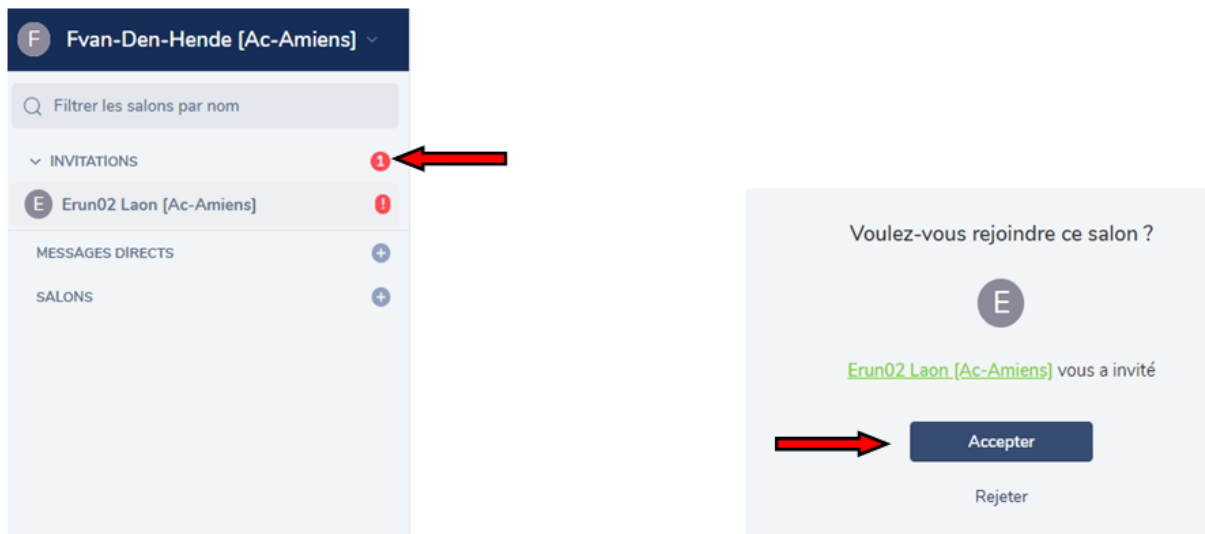 F Fvan-Den-Hende [Ac-Amiens]
Filtrer les salons par nom
INVITATIONS 1
E Erun02 Laon [Ac-Amiens] !
MESSAGES DIRECTS +
SALONS +
Voulez-vous rejoindre ce salon ?
E
Erun02 Laon [Ac-Amiens] vous a invité
Accepter
Rejeter